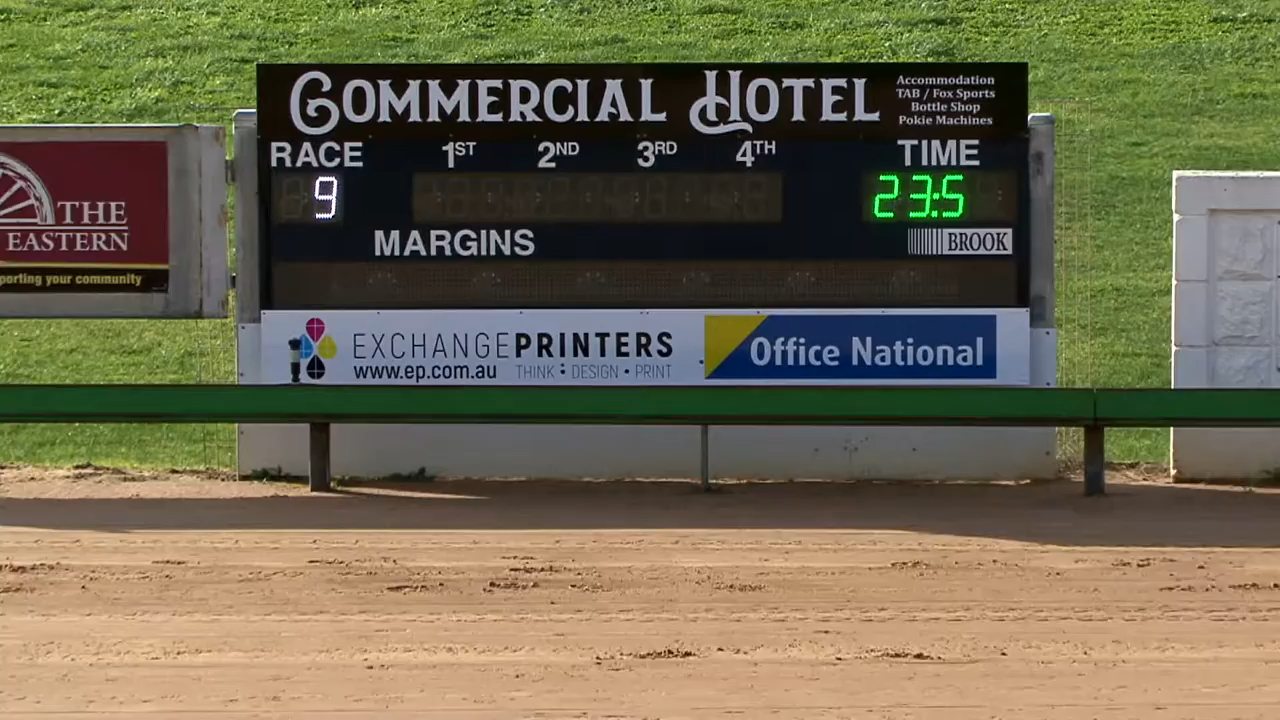 COMMERCIAL HOTEL
Accommodation
TAB / Fox Sports
Bottle Shop
Pokie Machines
RACE 1ST 2ND 3RD 4TH TIME
9 23:5
MARGINS
BROOK
THE
EASTERN
porting your community
EXCHANGEPRINTERS
www.ep.com.au THINK : DESIGN • PRINT
Office National